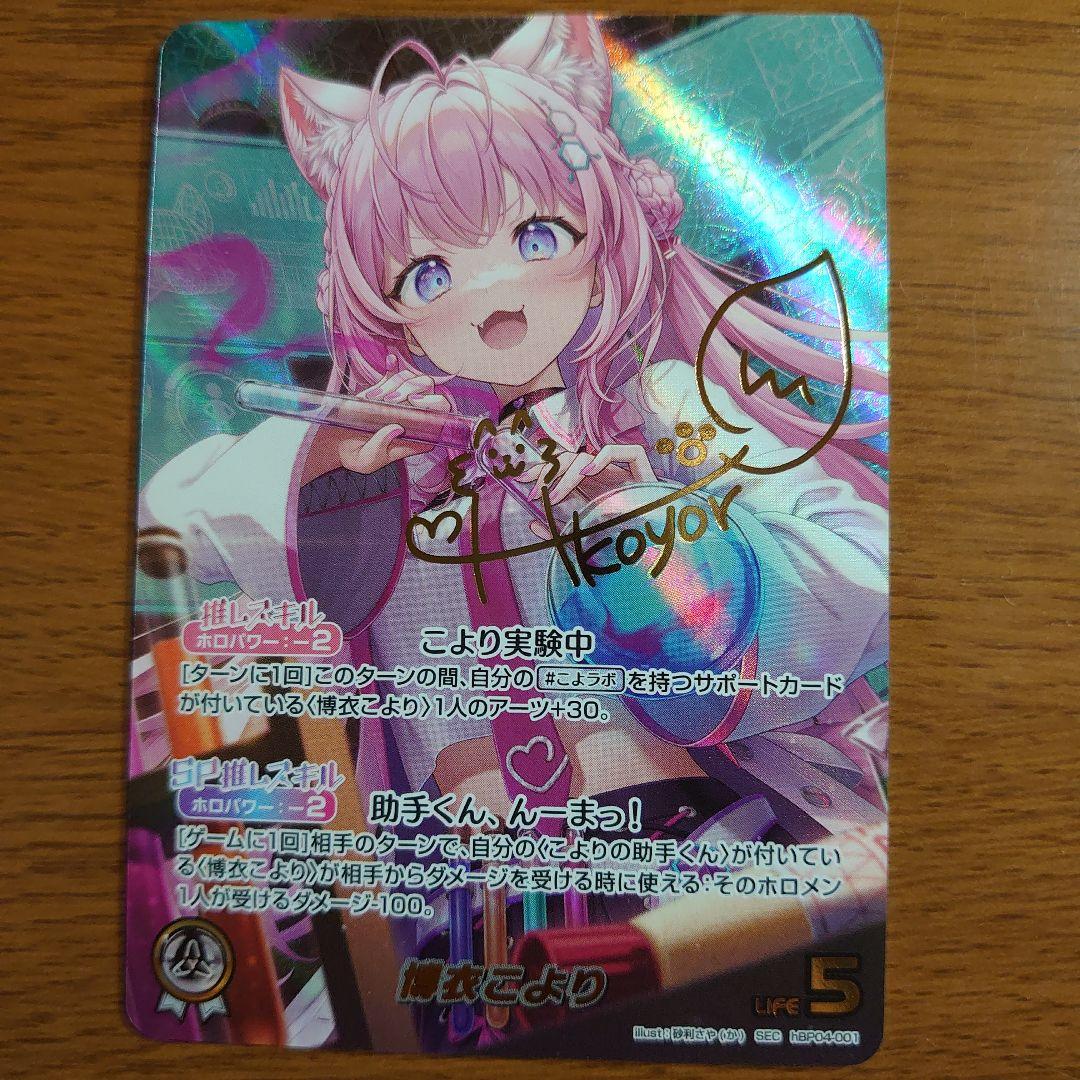 koyori
推しスキル
ホロパワー：－2
こより実験中
[ターンに1回]このターンの間、自分の #こよラボ を持つサポートカード
が付いている〈博衣こより〉1人のアーツ+30。
SP推しスキル
ホロパワー：－2
助手くん、んーまっ！
[ゲームに1回]相手のターンで、自分の〈こよりの助手くん〉が付いてい
る〈博衣こより〉が相手からダメージを受ける時に使える：そのホロメン
1人が受けるダメージ-100。
博衣こより
LIFE 5
illust：砂利さや(か) SEC hBP04-001